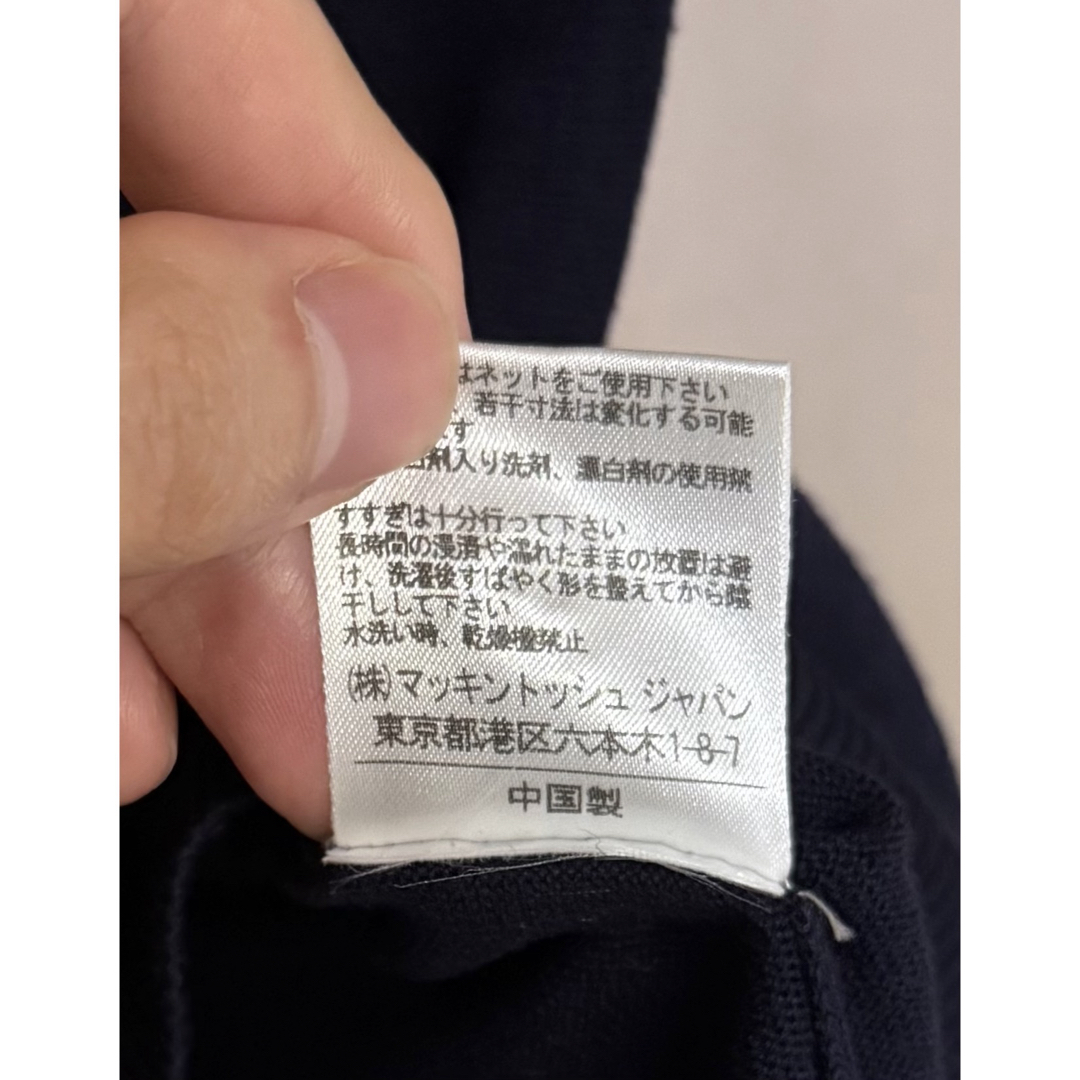 はネットをご使用下さい
若干寸法は変化する可能
す
白剤入り洗剤、漂白剤の使用禁
すすぎは十分行って下さい
長時間の浸漬や濡れたままの放置は避
け、洗濯後すばやく形を整えてから陰
干しして下さい
水洗い時、乾燥機禁止
(株)マッキントッシュ ジャパン
東京都港区六本木1-8-7
中国製